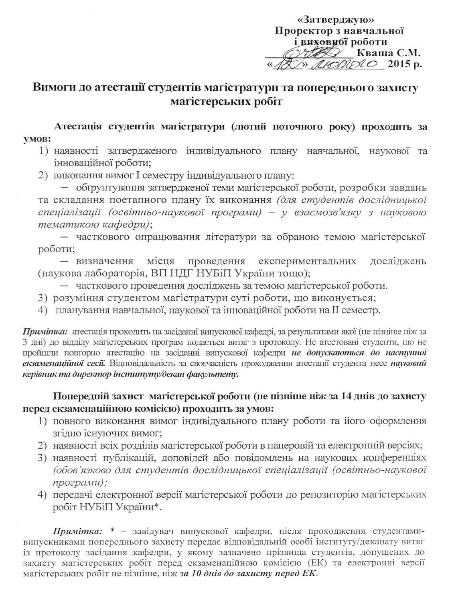 «Затверджую»
Проректор з навчальної
і виховної роботи
Кваша С.М.
«13» лютого 2015 р.
Вимоги до атестації студентів магістратури та попереднього захисту
магістерських робіт
Атестація студентів магістратури (лютий поточного року) проходить за
умов:
1) наявності затвердженого індивідуального плану навчальної, наукової та
інноваційної роботи;
2) виконання вимог І семестру індивідуального плану:
— обґрунтування затвердженої теми магістерської роботи, розробки завдань
та складання поетапного плану їх виконання (для студентів дослідницької
спеціалізації (освітньо-наукової програми) – у взаємозв'язку з науковою
тематикою кафедри);
— часткового опрацювання літератури за обраною темою магістерської
роботи;
— визначення місця проведення експериментальних досліджень
(наукова лабораторія, ВП НДГ НУБіП України тощо);
— часткового проведення досліджень за темою магістерської роботи.
3) розуміння студентом магістратури суті роботи, що виконується;
4) планування навчальної, наукової та інноваційної роботи на ІІ семестр.
Примітка: атестація проходить на засіданні випускової кафедрі, за результатами якої (не пізніше ніж за
3 дні) до відділу магістерських програм подається витяг з протоколу. Не атестовані студенти, що не
пройшли повторно атестацію на засіданні випускової кафедри не допускаються до наступної
екзаменаційної сесії. Відповідальність за своєчасність проходження атестації студента несе науковий
керівник та директор інституту/декан факультету.
Попередній захист магістерської роботи (не пізніше ніж за 14 днів до захисту
перед екзаменаційною комісією) проходить за умов:
1) повного виконання вимог індивідуального плану роботи та його оформлення
згідно існуючих вимог;
2) наявності всіх розділів магістерської роботи в паперовій та електронній версіях;
3) наявності публікацій, доповідей або повідомлень на наукових конференціях
(обов'язково для студентів дослідницької спеціалізації (освітньо-наукової
програми);
4) передачі електронної версії магістерської роботи до репозиторію магістерських
робіт НУБіП України*.
Примітка: * – завідувач випускової кафедри, після проходження студентами-
випускниками попереднього захисту передає відповідальній особі інституту/деканату витяг
із протоколу засідання кафедри, у якому зазначено прізвища студентів, допущених до
захисту магістерських робіт перед екзаменаційною комісією (ЕК) та електронні версії
магістерських робіт не пізніше, ніж за 10 днів до захисту перед ЕК.